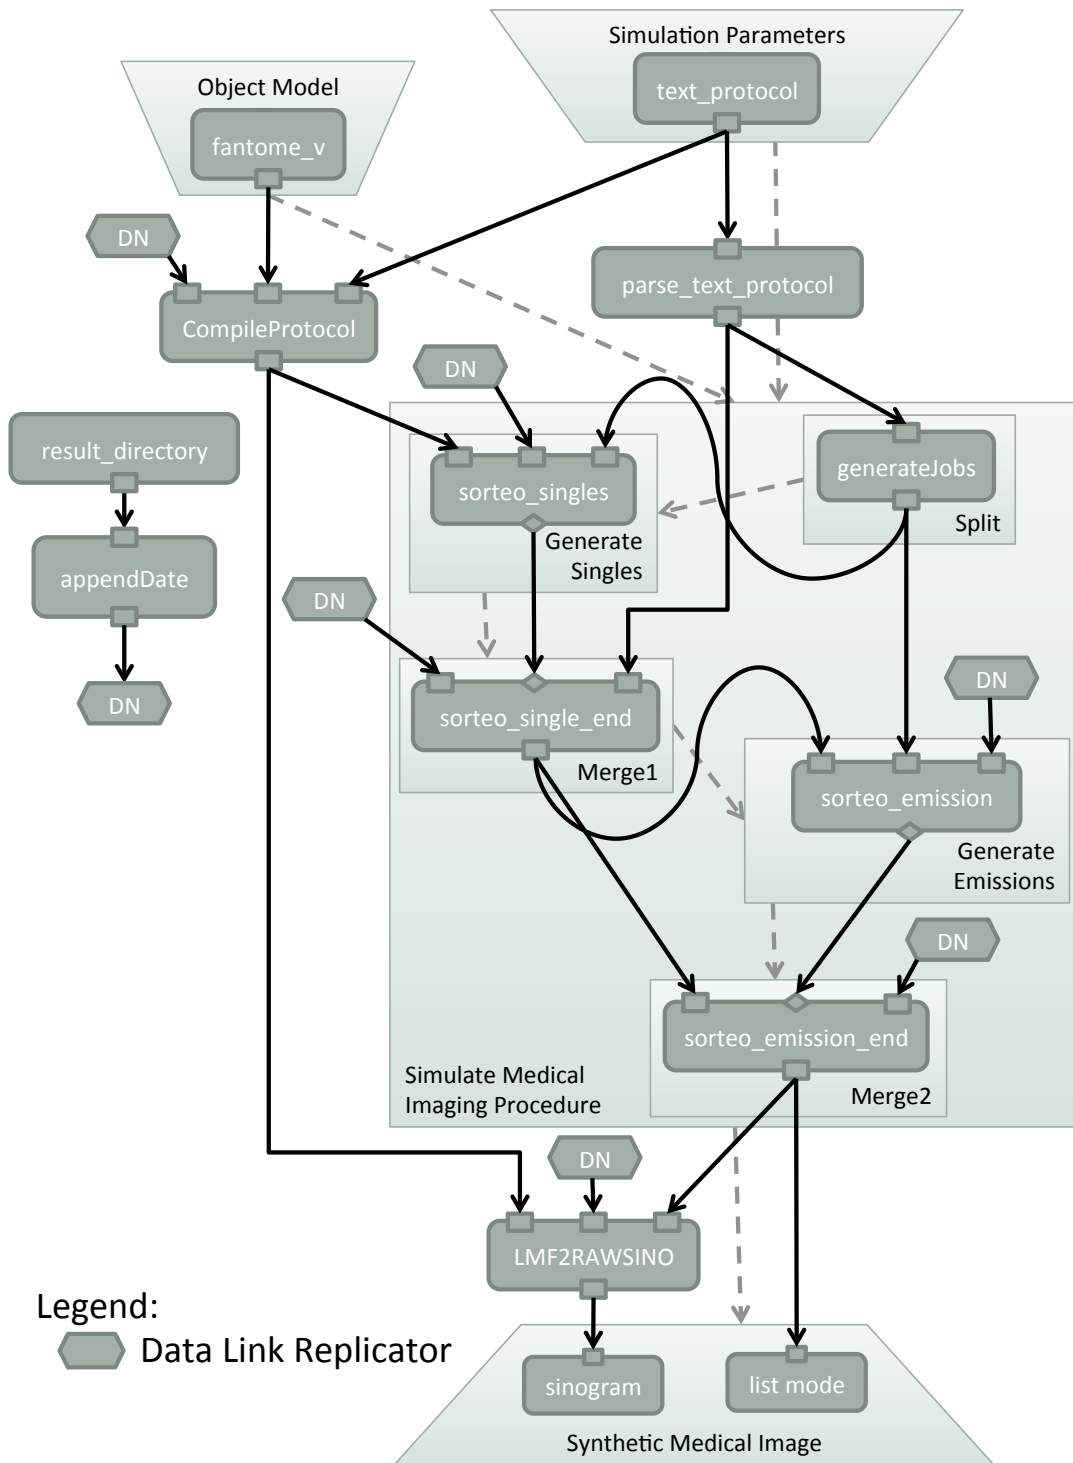 Simulation Parameters
text_protocol
Object Model
fantome_v
DN
parse_text_protocol
CompileProtocol
DN
result_directory
sorteo_singles
generateJobs
Generate
Singles
Split
appendDate
DN
DN
DN
sorteo_single_end
Merge1
sorteo_emission
Generate
Emissions
DN
sorteo_emission_end
Merge2
Simulate Medical
Imaging Procedure
DN
LMF2RAWSINO
Legend:
Data Link Replicator
sinogram
list mode
Synthetic Medical Image